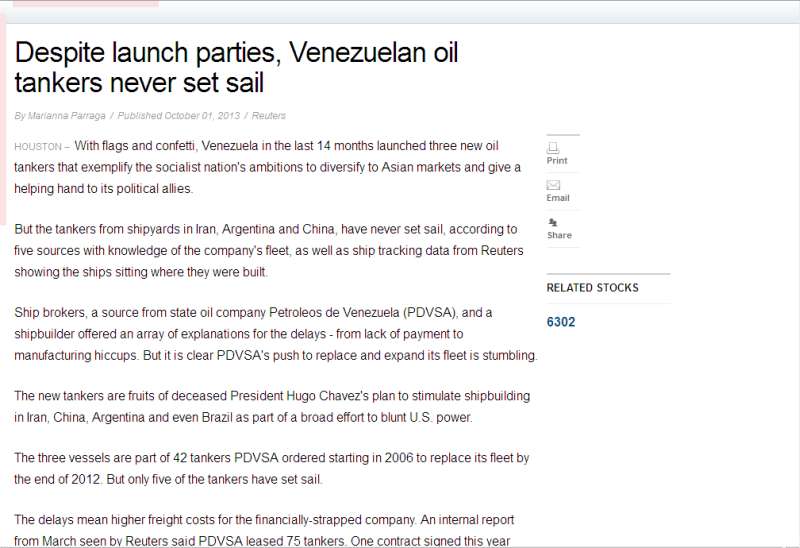 Despite launch parties, Venezuelan oil
tankers never set sail
By Marianna Parraga / Published October 01, 2013 / Reuters
HOUSTON – With flags and confetti, Venezuela in the last 14 months launched three new oil
tankers that exemplify the socialist nation's ambitions to diversify to Asian markets and give a
helping hand to its political allies.
But the tankers from shipyards in Iran, Argentina and China, have never set sail, according to
five sources with knowledge of the company's fleet, as well as ship tracking data from Reuters
showing the ships sitting where they were built.
Ship brokers, a source from state oil company Petroleos de Venezuela (PDVSA), and a
shipbuilder offered an array of explanations for the delays - from lack of payment to
manufacturing hiccups. But it is clear PDVSA's push to replace and expand its fleet is stumbling.
The new tankers are fruits of deceased President Hugo Chavez's plan to stimulate shipbuilding
in Iran, China, Argentina and even Brazil as part of a broad effort to blunt U.S. power.
The three vessels are part of 42 tankers PDVSA ordered starting in 2006 to replace its fleet by
the end of 2012. But only five of the tankers have set sail.
The delays mean higher freight costs for the financially-strapped company. An internal report
from March seen by Reuters said PDVSA leased 75 tankers. One contract signed this year
Print
Email
Share
RELATED STOCKS
6302